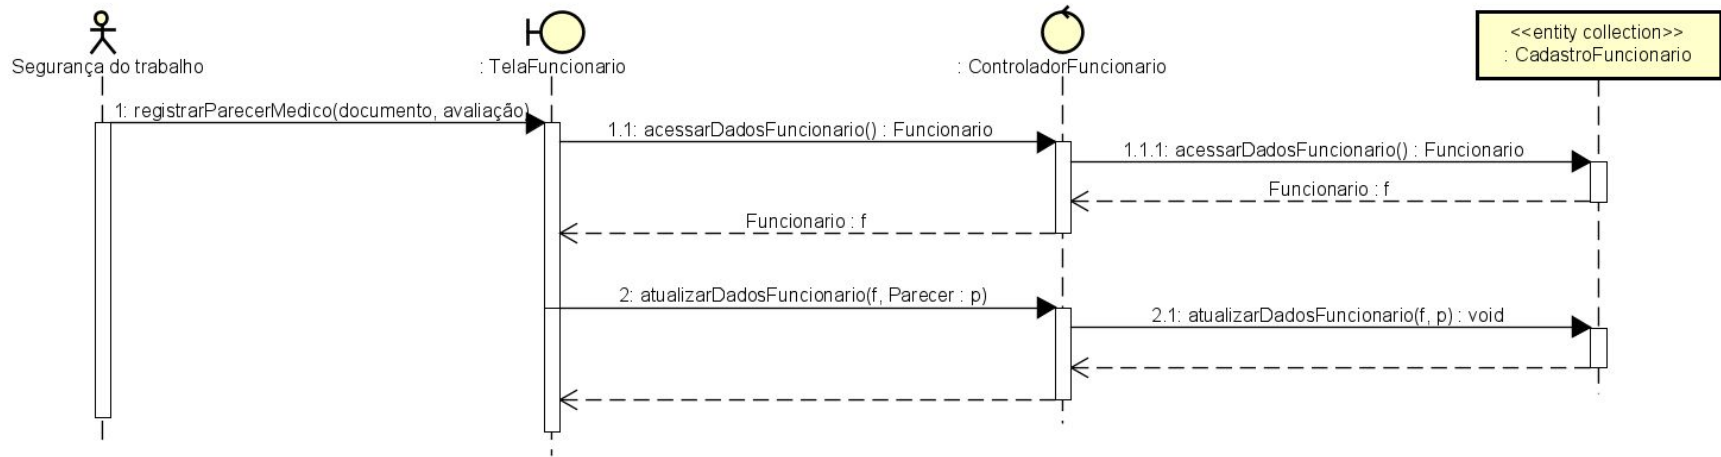 <<entity collection>>
Segurança do trabalho
: TelaFuncionario
: ControladorFuncionario
: CadastroFuncionario
1: registrarParecerMedico(documento, avaliação)
1.1: acessarDadosFuncionario() : Funcionario
1.1.1: acessarDadosFuncionario() : Funcionario
Funcionario : f
Funcionario : f
2: atualizarDadosFuncionario(f, Parecer : p)
2.1: atualizarDadosFuncionario(f, p) : void